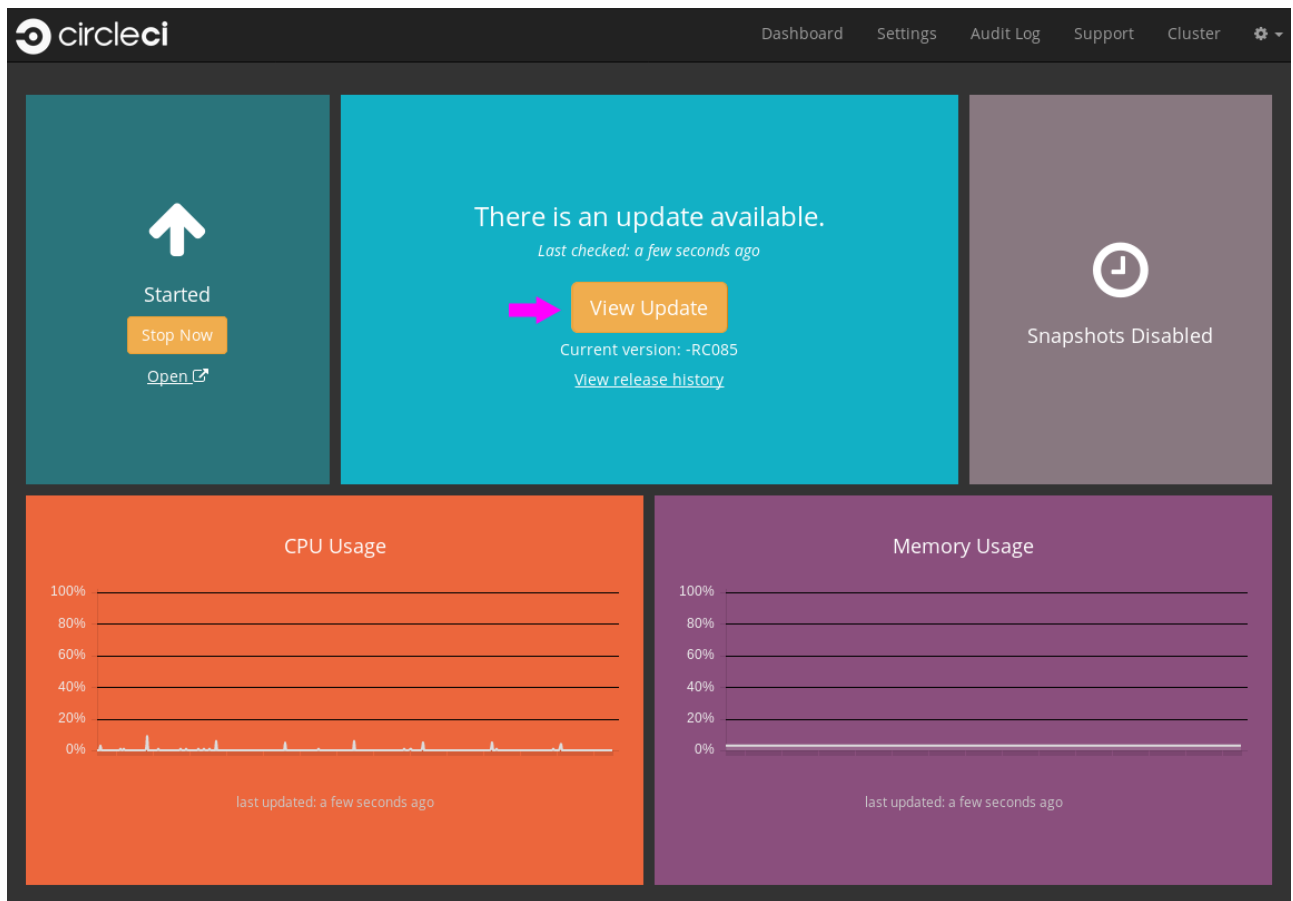 circleci
Dashboard Settings Audit Log Support Cluster
Started
Stop Now
Open
There is an update available.
Last checked: a few seconds ago
View Update
Current version: -RC085
View release history
Snapshots Disabled
CPU Usage
100%
80%
60%
40%
20%
0%
last updated: a few seconds ago
Memory Usage
100%
80%
60%
40%
20%
0%
last updated: a few seconds ago